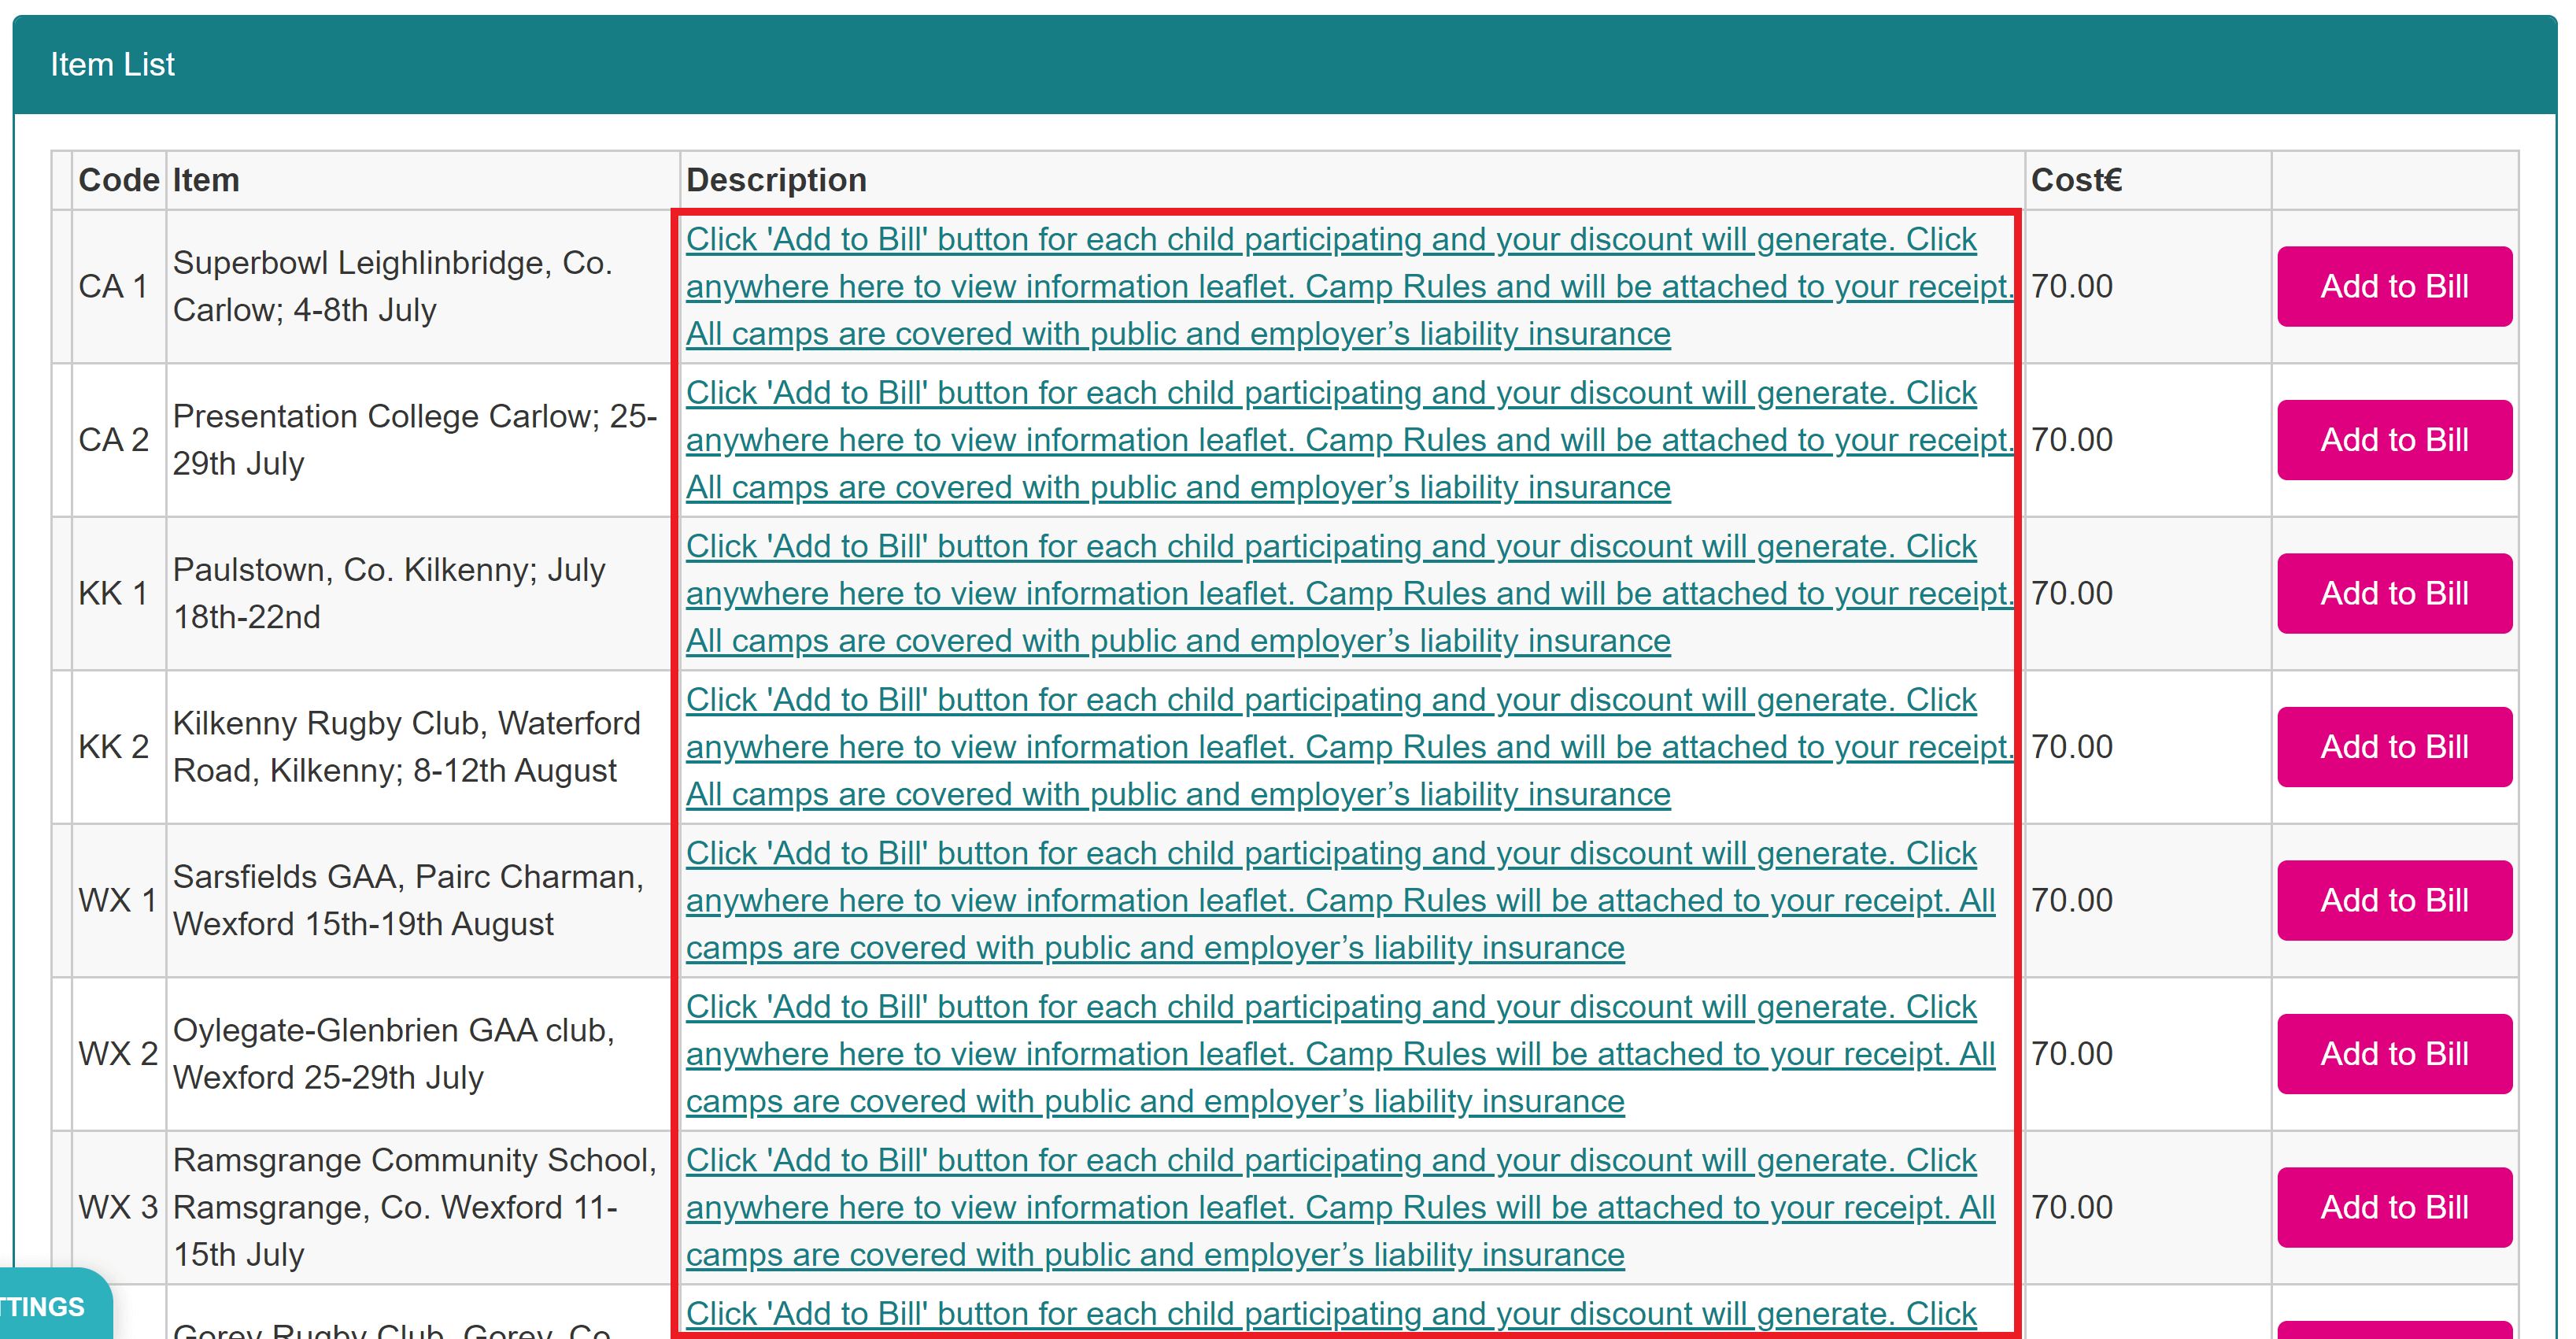 Item List
Code Item Description Cost€
CA 1
Superbowl Leighlinbridge, Co.
Carlow; 4-8th July
Click 'Add to Bill' button for each child participating and your discount will generate. Click
anywhere here to view information leaflet. Camp Rules and will be attached to your receipt.
All camps are covered with public and employer’s liability insurance
70.00
Add to Bill
CA 2
Presentation College Carlow; 25-
29th July
Click 'Add to Bill' button for each child participating and your discount will generate. Click
anywhere here to view information leaflet. Camp Rules and will be attached to your receipt.
All camps are covered with public and employer’s liability insurance
70.00
Add to Bill
KK 1
Paulstown, Co. Kilkenny; July
18th-22nd
Click 'Add to Bill' button for each child participating and your discount will generate. Click
anywhere here to view information leaflet. Camp Rules and will be attached to your receipt.
All camps are covered with public and employer’s liability insurance
70.00
Add to Bill
KK 2
Kilkenny Rugby Club, Waterford
Road, Kilkenny; 8-12th August
Click 'Add to Bill' button for each child participating and your discount will generate. Click
anywhere here to view information leaflet. Camp Rules and will be attached to your receipt.
All camps are covered with public and employer’s liability insurance
70.00
Add to Bill
WX 1
Sarsfields GAA, Pairc Charman,
Wexford 15th-19th August
Click 'Add to Bill' button for each child participating and your discount will generate. Click
anywhere here to view information leaflet. Camp Rules will be attached to your receipt. All
camps are covered with public and employer’s liability insurance
70.00
Add to Bill
WX 2
Oylegate-Glenbrien GAA club,
Wexford 25-29th July
Click 'Add to Bill' button for each child participating and your discount will generate. Click
anywhere here to view information leaflet. Camp Rules will be attached to your receipt. All
camps are covered with public and employer’s liability insurance
70.00
Add to Bill
WX 3
Ramsgrange Community School,
Ramsgrange, Co. Wexford 11-
15th July
Click 'Add to Bill' button for each child participating and your discount will generate. Click
anywhere here to view information leaflet. Camp Rules will be attached to your receipt. All
camps are covered with public and employer’s liability insurance
70.00
Add to Bill
TTINGS
Gorey Rugby Club, Gorey, Co.
Click 'Add to Bill' button for each child participating and your discount will generate. Click